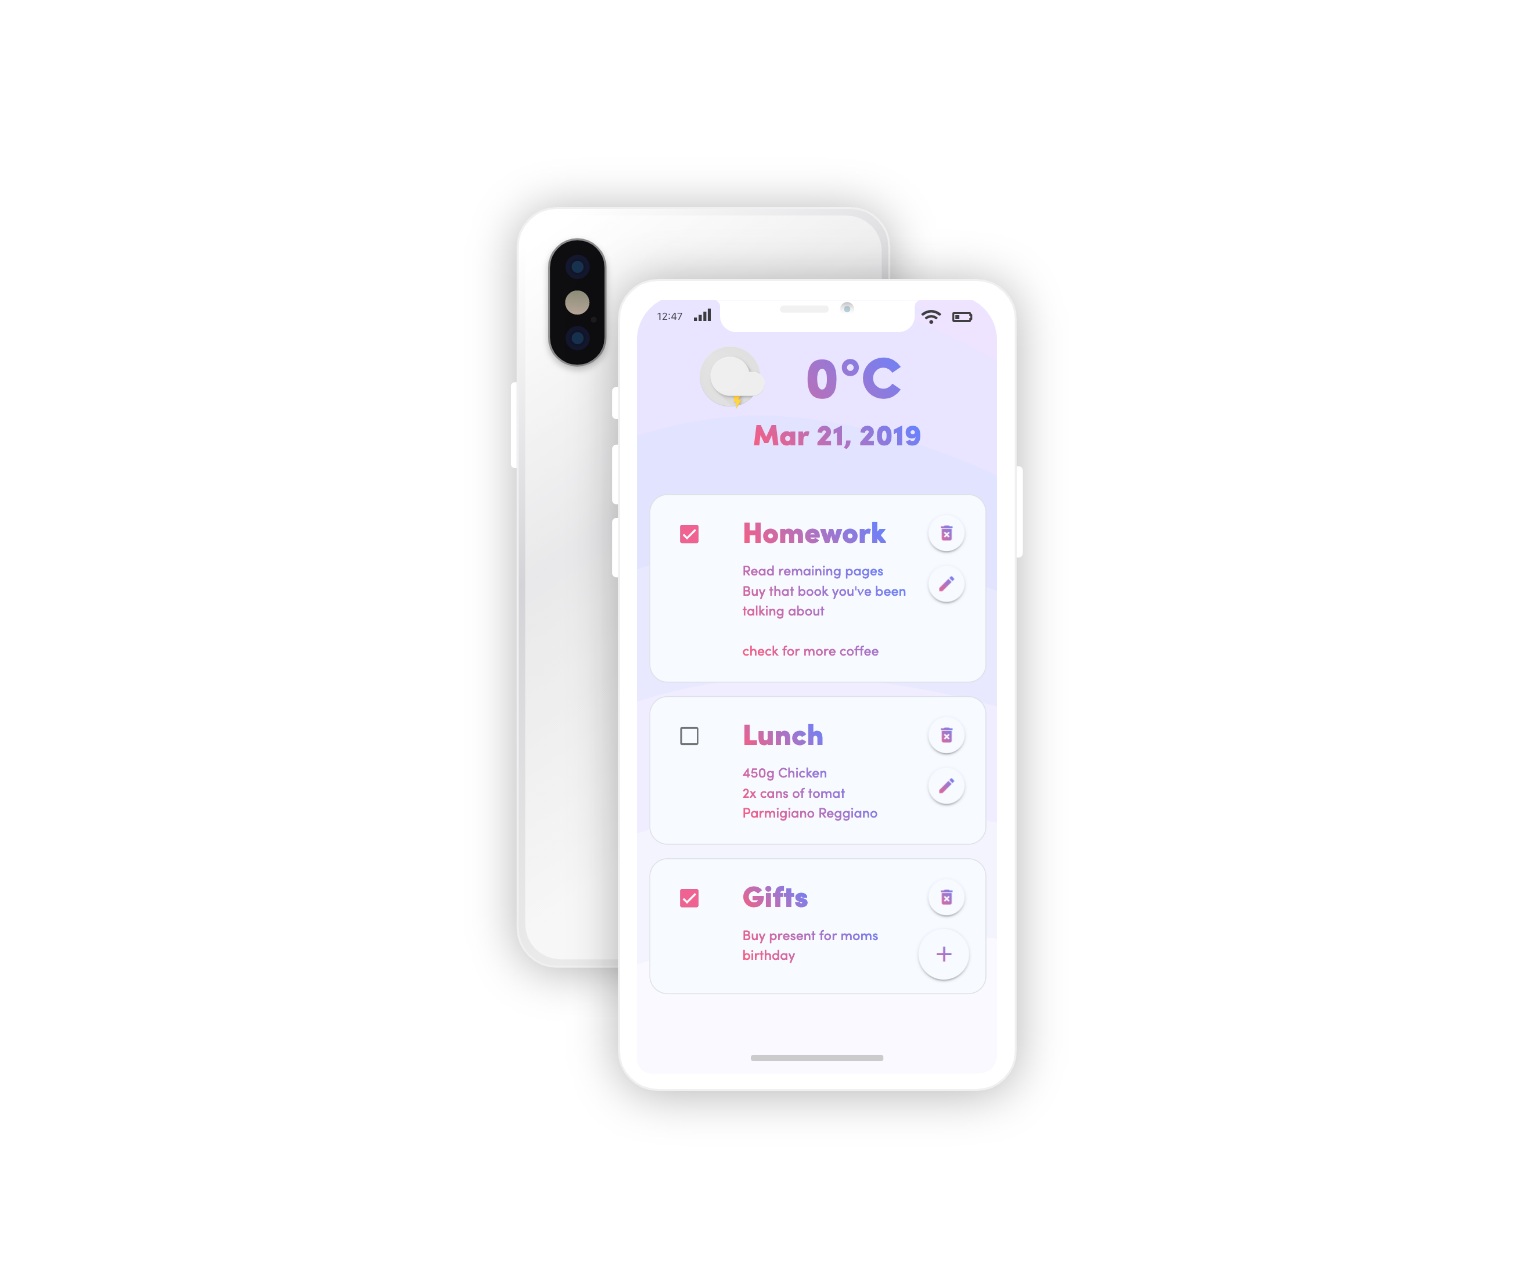 12:47
0°C
Mar 21, 2019
Homework
Read remaining pages
Buy that book you've been
talking about
check for more coffee
Lunch
450g Chicken
2x cans of tomat
Parmigiano Reggiano
Gifts
Buy present for moms
birthday